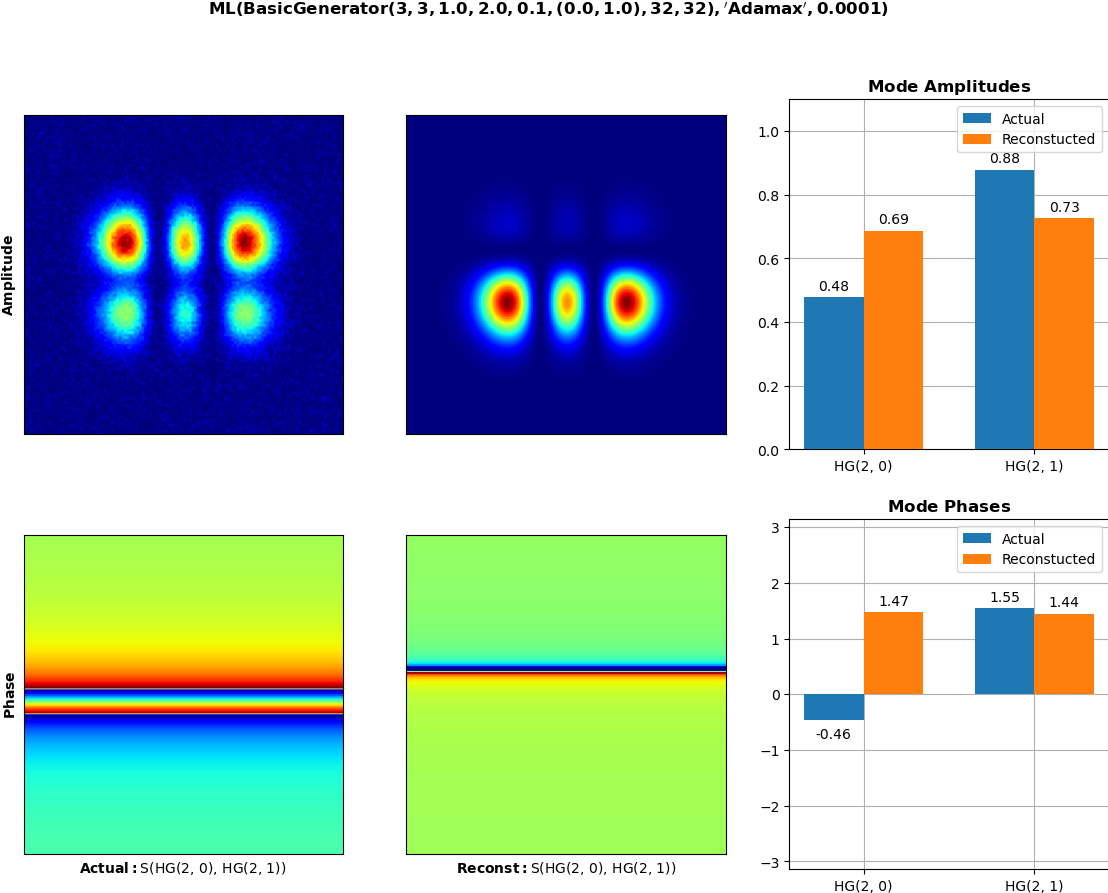 ML(BasicGenerator(3, 3, 1.0, 2.0, 0.1, (0.0, 1.0), 32, 32), ′Adamax′, 0.0001)
Amplitude
Mode Amplitudes
Actual
Reconstucted
1.0
0.8
0.6
0.4
0.2
0.0
0.48
0.69
0.88
0.73
HG(2, 0)
HG(2, 1)
Phase
Actual: S(HG(2, 0), HG(2, 1))
Reconst: S(HG(2, 0), HG(2, 1))
Mode Phases
Actual
Reconstucted
3
2
1
0
−1
−2
−3
-0.46
1.47
1.55
1.44
HG(2, 0)
HG(2, 1)